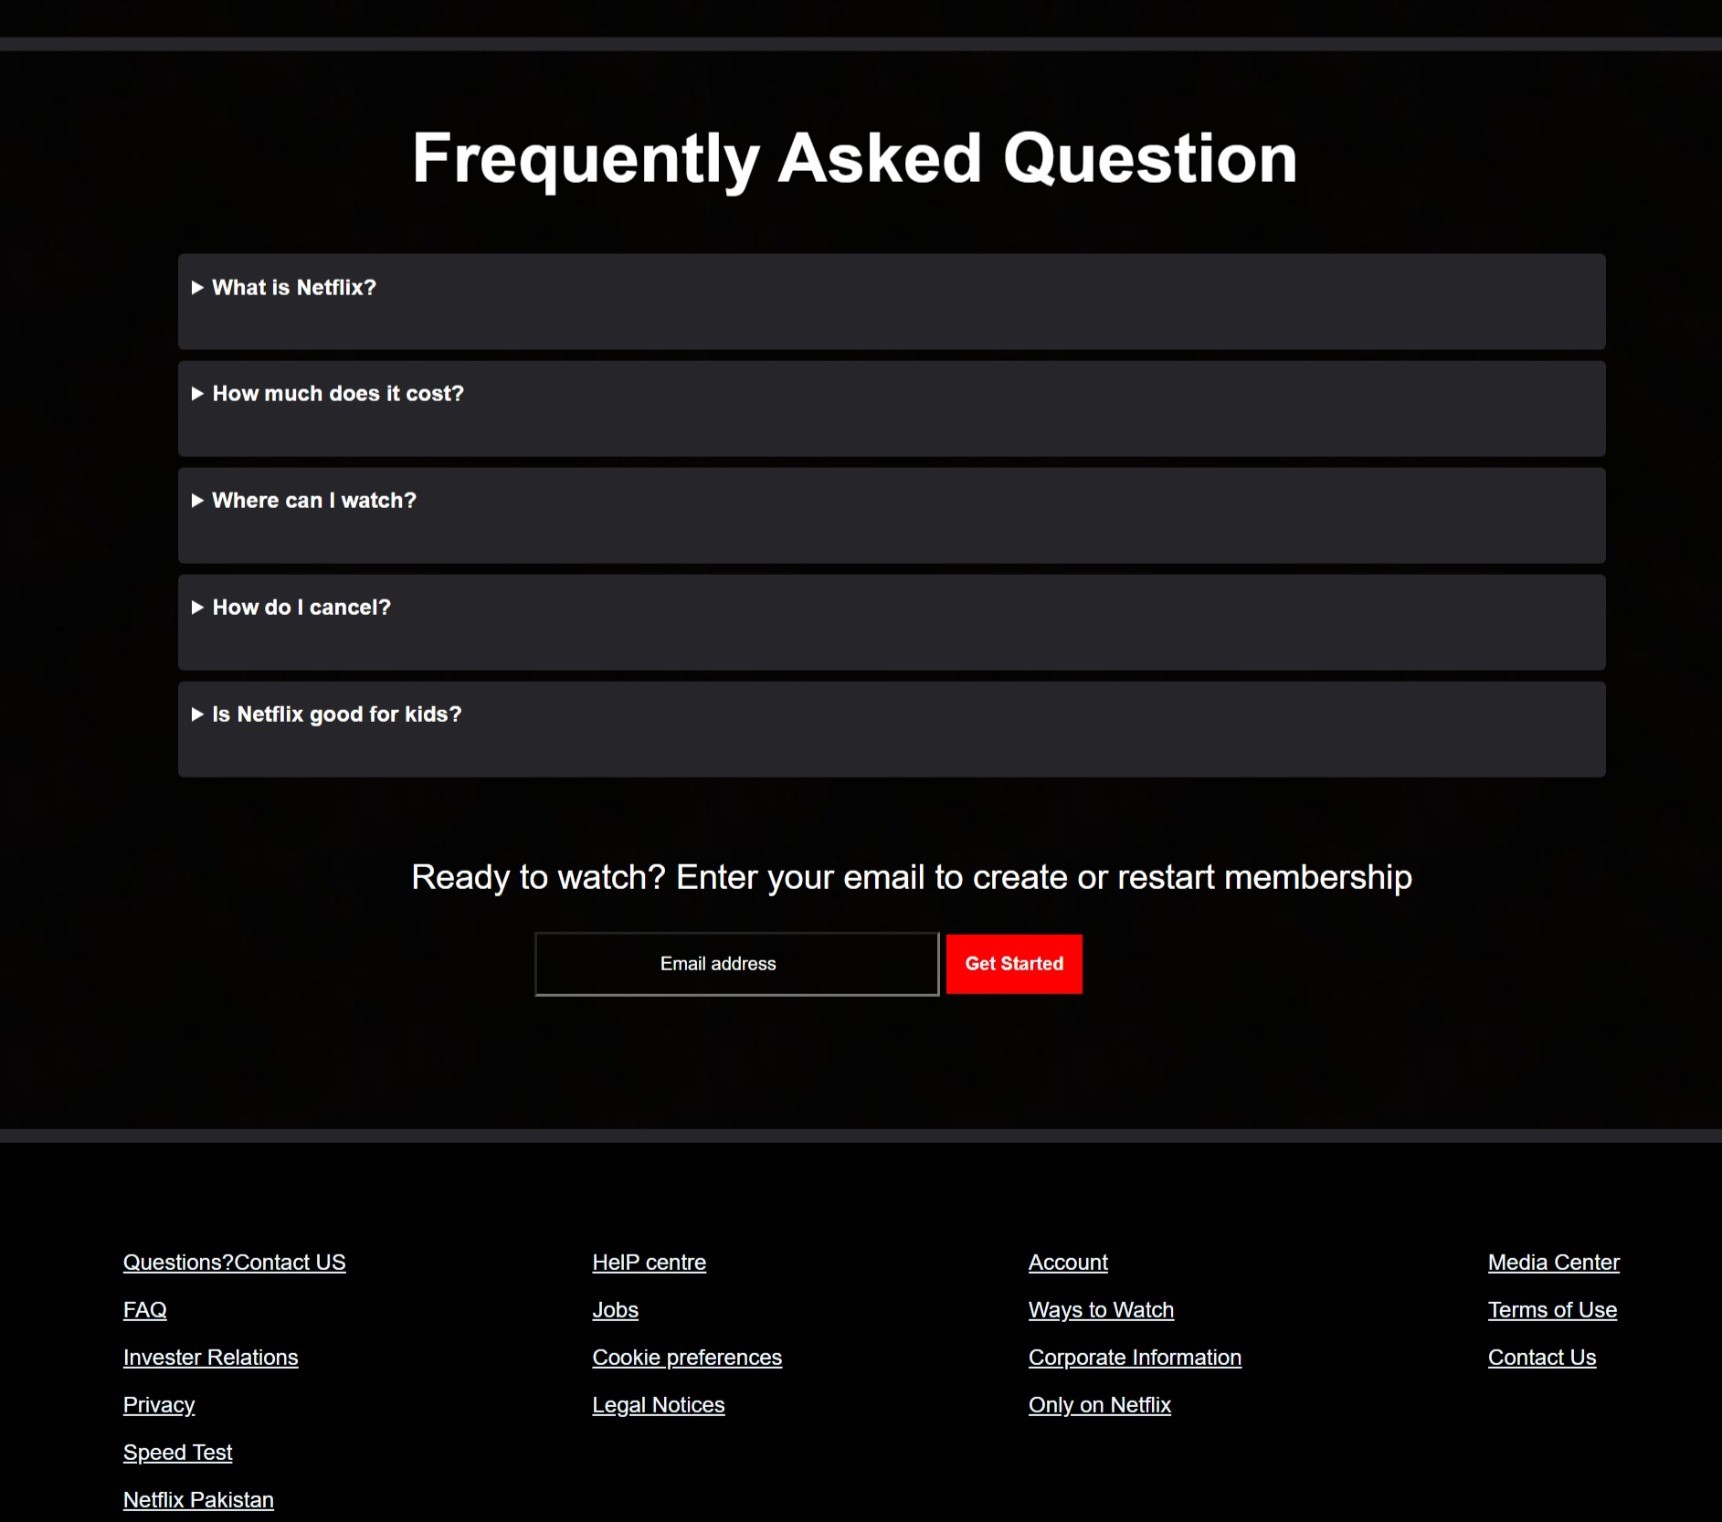 Frequently Asked Question
What is Netflix?
How much does it cost?
Where can I watch?
How do I cancel?
Is Netflix good for kids?
Ready to watch? Enter your email to create or restart membership
Email address
Get Started
Questions?Contact US
FAQ
Invester Relations
Privacy
Speed Test
Netflix Pakistan
HelP centre
Jobs
Cookie preferences
Legal Notices
Account
Ways to Watch
Corporate Information
Only on Netflix
Media Center
Terms of Use
Contact Us